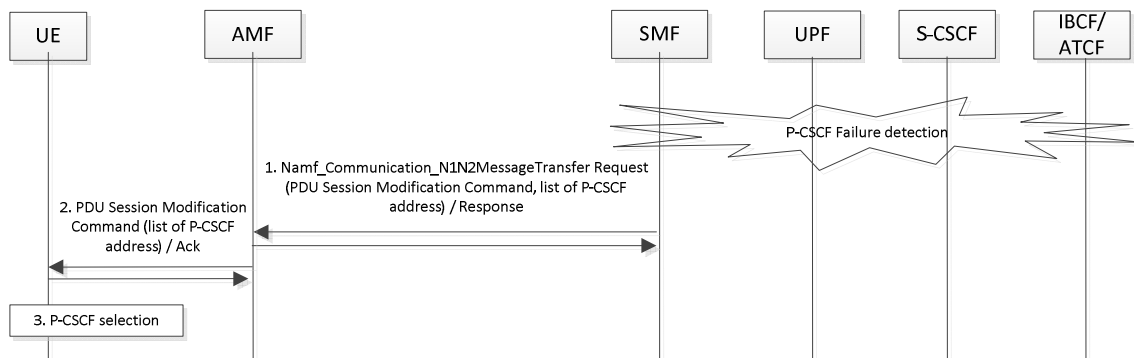 UE
AMF
SMF
UPF
S-CSCF
IBCF/
ATCF
P-CSCF Failure detection
1. Namf_Communication_N1N2MessageTransfer Request
(PDU Session Modification Command, list of P-CSCF
address) / Response
2. PDU Session Modification
Command (list of P-CSCF
address) / Ack
3. P-CSCF selection